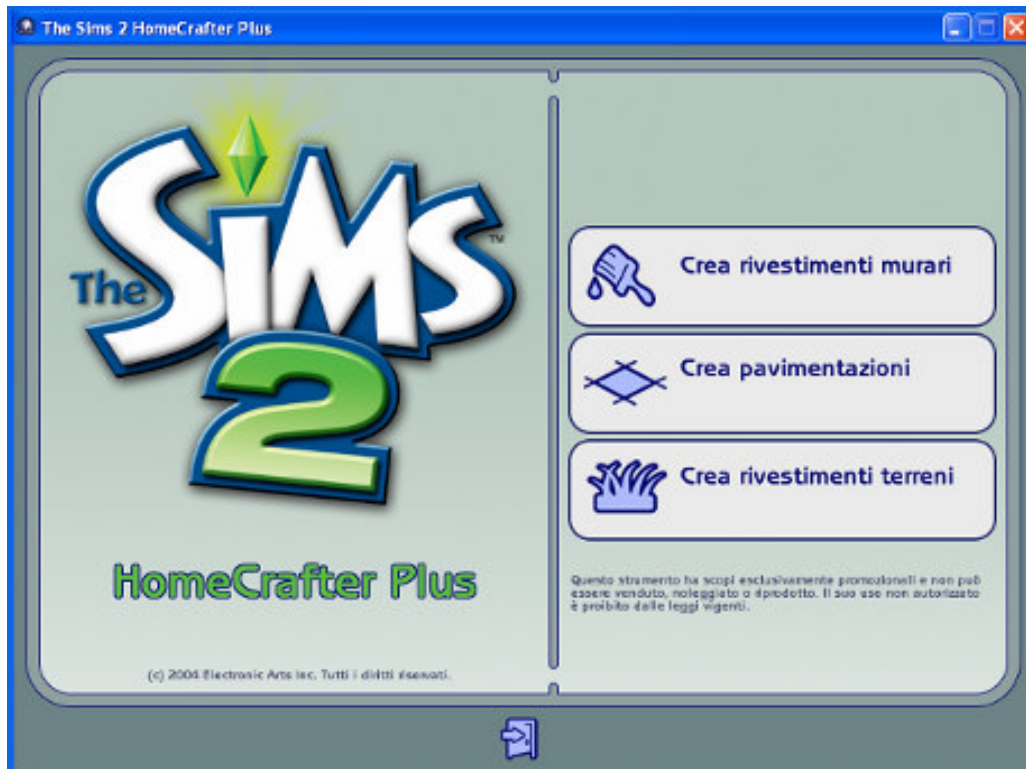 The Sims 2 HomeCrafter Plus
The SiMS 2
TM
HomeCrafter Plus
(c) 2004 Electronic Arts Inc. Tutti i diritti riservati.
Crea rivestimenti murari
Crea pavimentazioni
Crea rivestimenti terreni
Questo strumento ha scopi esclusivamente promozionali e non può
essere venduto, noleggiato o riprodotto. Il suo uso non autorizzato
è proibito dalle leggi vigenti.